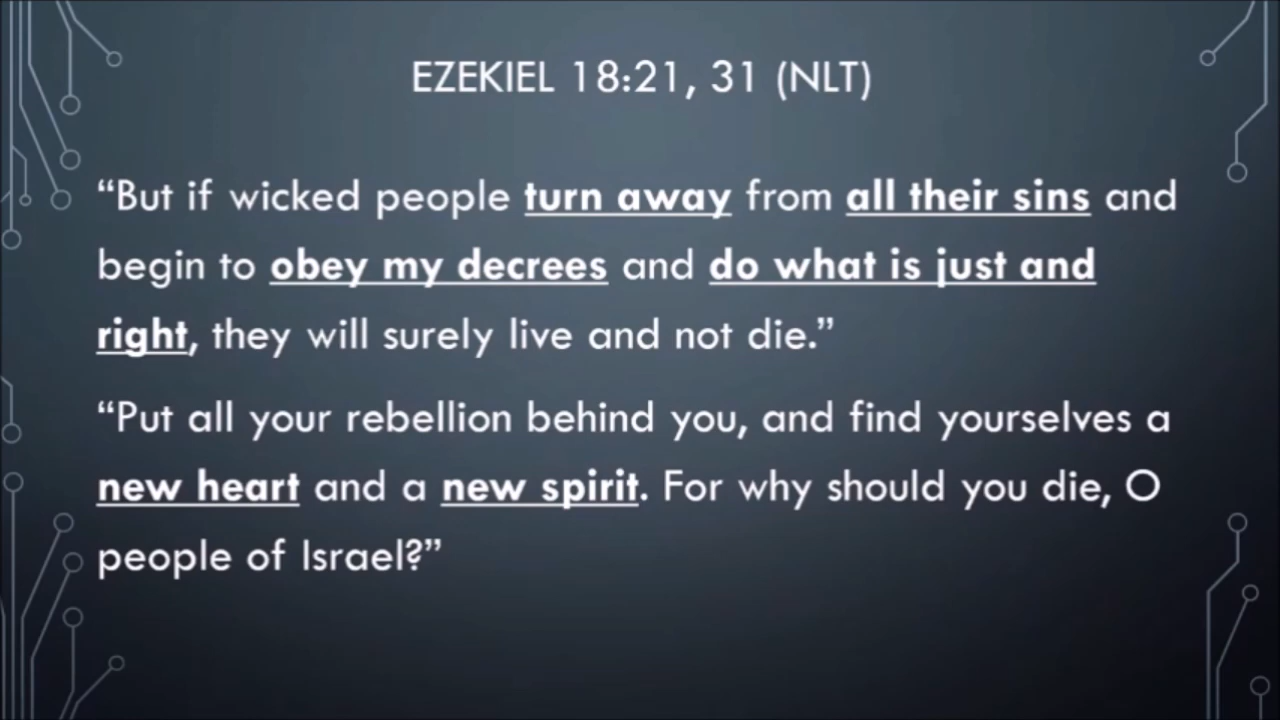 EZEKIEL 18:21, 31 (NLT)
“But if wicked people turn away from all their sins and
begin to obey my decrees and do what is just and
right, they will surely live and not die.”
“Put all your rebellion behind you, and find yourselves a
new heart and a new spirit. For why should you die, O
people of Israel?”